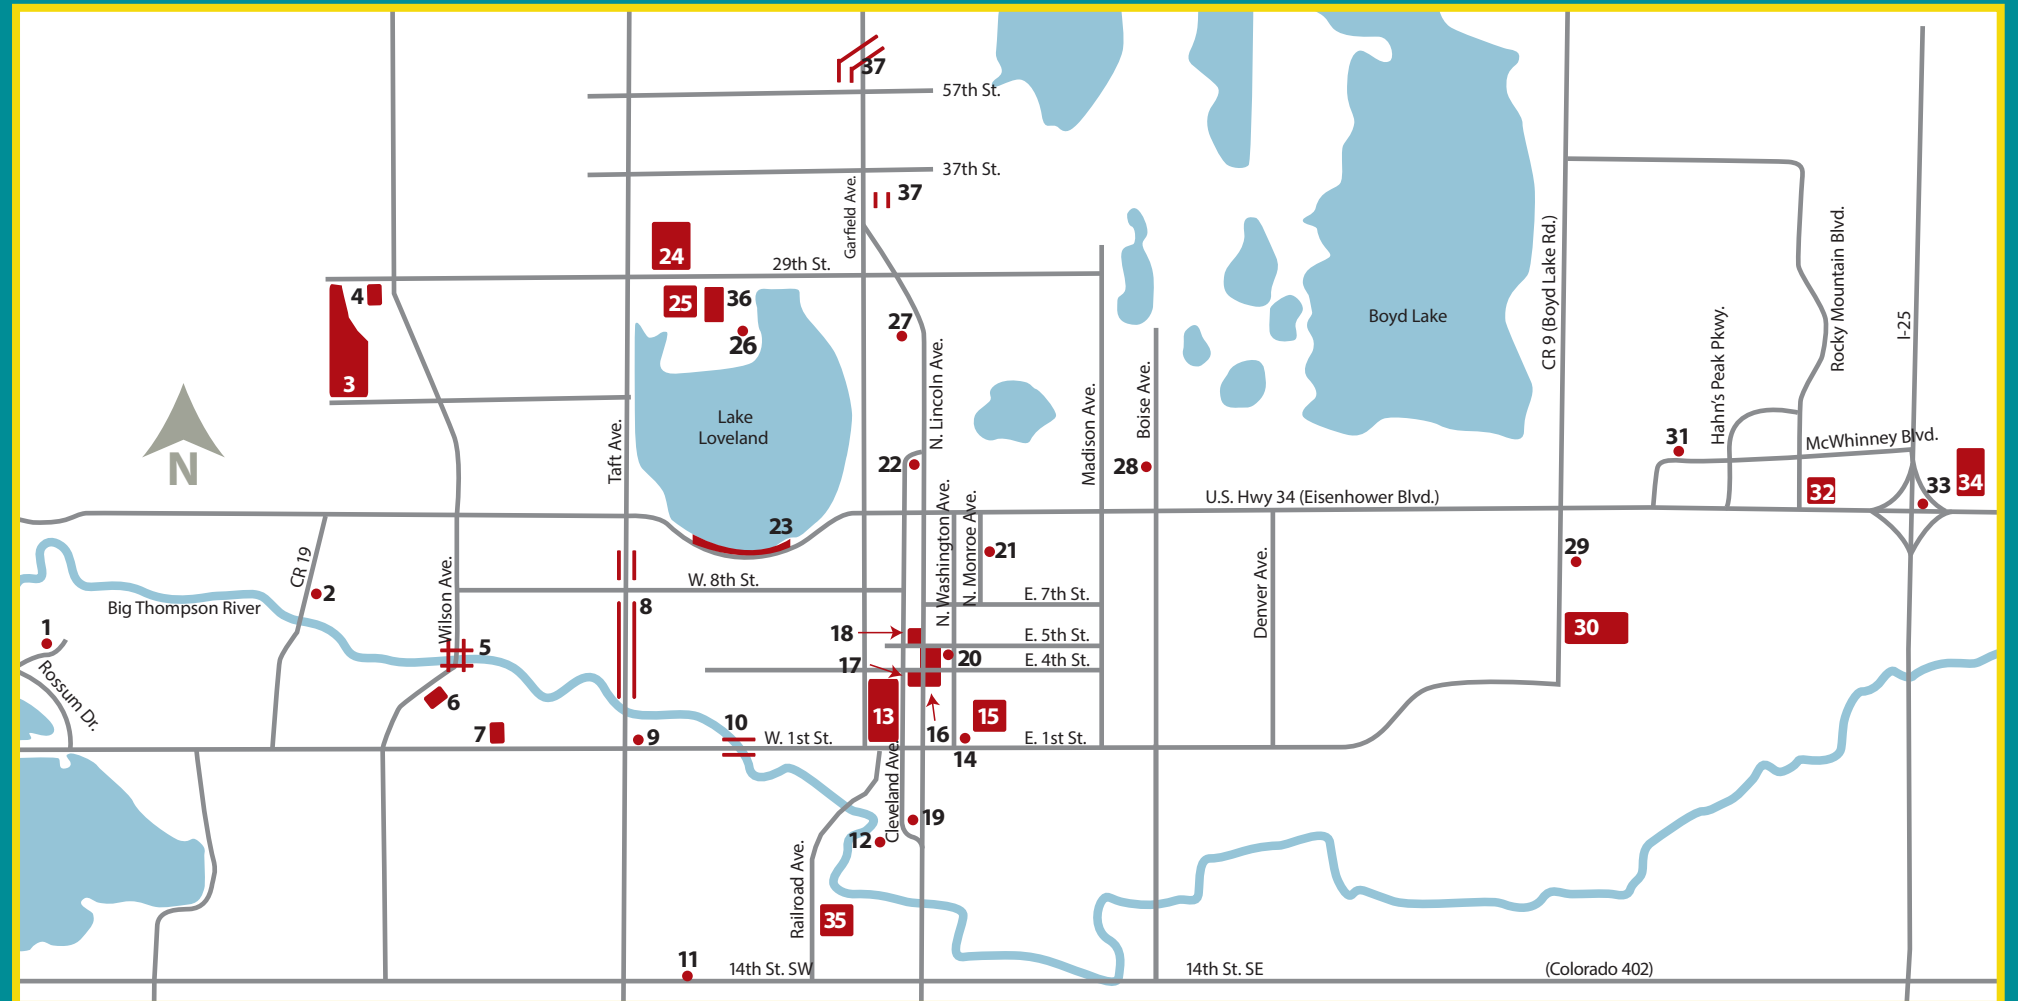 37
57th St.
37th St.
37
Garfield Ave.
24
29th St.
4
25
36
26
27
3
Lake
Loveland
Boyd Lake
CR 9 (Boyd Lake Rd.)
Rocky Mountain Blvd.
Hahn's Peak Pkwy.
I-25
N
Taft Ave.
N. Lincoln Ave.
Madison Ave.
Boise Ave.
22
28
31
McWhinney Blvd.
32
33
34
U.S. Hwy 34 (Eisenhower Blvd.)
23
N. Washington Ave.
N. Monroe Ave.
21
29
CR 19
2
Wilson Ave.
W. 8th St.
E. 7th St.
Denver Ave.
Big Thompson River
8
1
Rossum Dr.
5
18
E. 5th St.
30
17
20
E. 4th St.
6
7
9
10
W. 1st St.
13
16
15
14
E. 1st St.
Cleveland Ave.
19
12
Railroad Ave.
35
11
14th St. SW
14th St. SE
(Colorado 402)